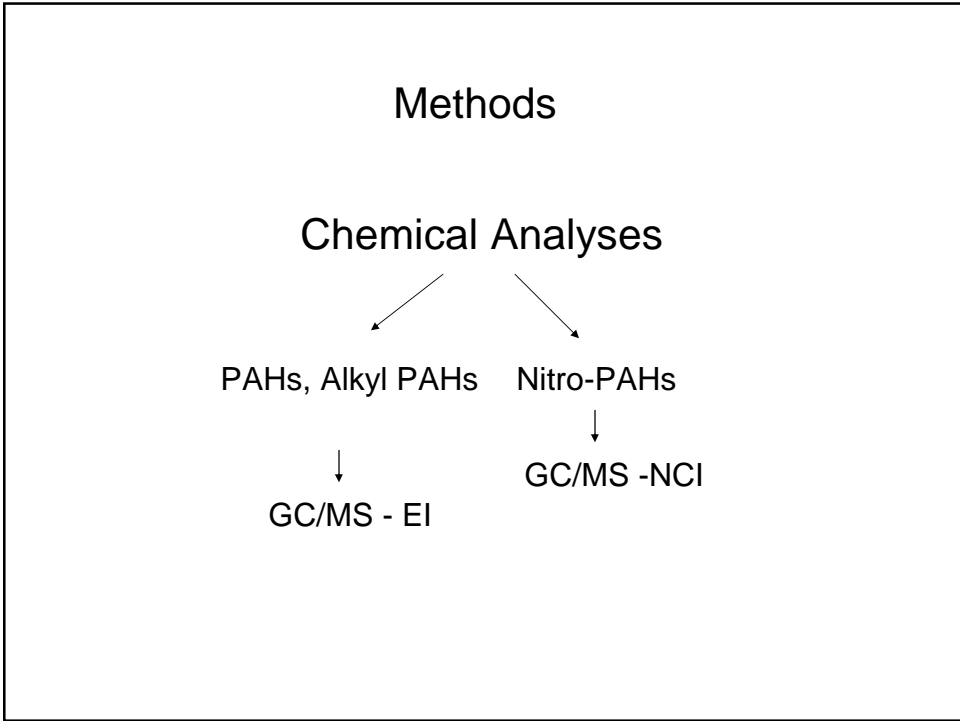 Methods
Chemical Analyses
PAHs, Alkyl PAHs
Nitro-PAHs
GC/MS -NCI
GC/MS - EI